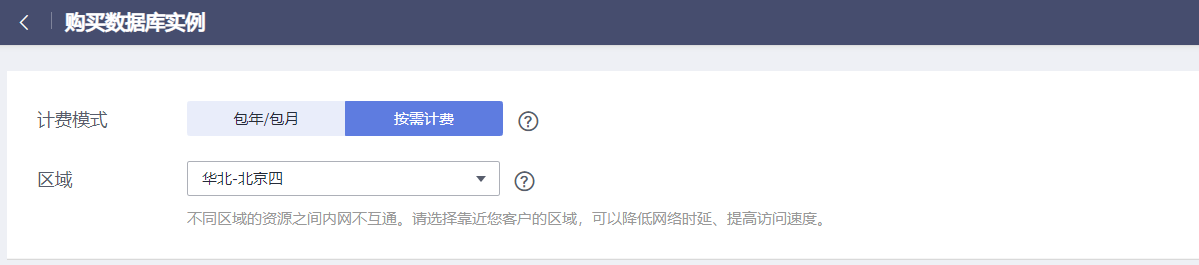 购买数据库实例
计费模式 包年/包月 按需计费
区域 华北-北京四
不同区域的资源之间内网不互通。请选择靠近您客户的区域，可以降低网络时延、提高访问速度。